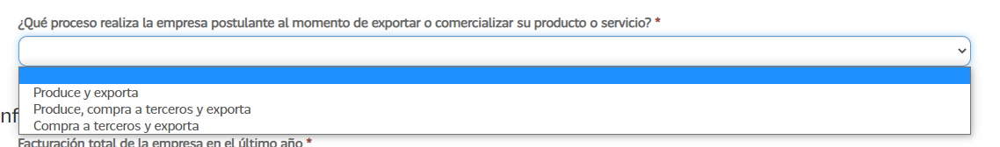 ¿Qué proceso realiza la empresa postulante al momento de exportar o comercializar su producto o servicio? *
Produce y exporta
Produce, compra a terceros y exporta
nf
Compra a terceros y exporta
Facturación total de la empresa en el último año *